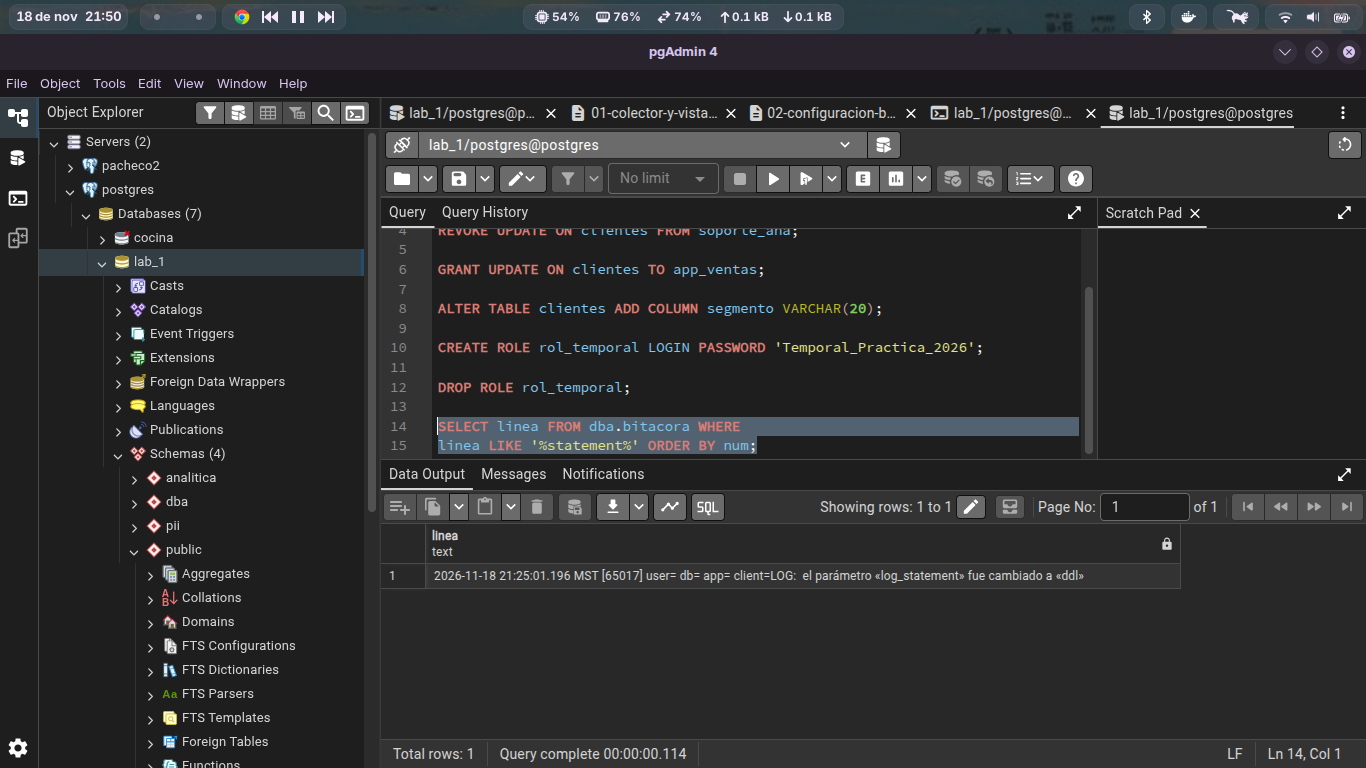 18 de nov 21:50
54% 76% 74% 0.1 kB 0.1 kB
pgAdmin 4
File Object Tools Edit View Window Help
Object Explorer
lab_1/postgres@p...
01-colector-y-vista...
02-configuracion-b...
lab_1/postgres@...
lab_1/postgres@postgres
Servers (2)
pacheco2
postgres
Databases (7)
cocina
lab_1
Casts
Catalogs
Event Triggers
Extensions
Foreign Data Wrappers
Languages
Publications
Schemas (4)
analitica
dba
pii
public
Aggregates
Collations
Domains
FTS Configurations
FTS Dictionaries
Aa FTS Parsers
FTS Templates
Foreign Tables
Functions
lab_1/postgres@postgres
No limit
E
Query Query History
Scratch Pad
4 REVOKE UPDATE ON clientes FROM soporte_ana;
5
6 GRANT UPDATE ON clientes TO app_ventas;
7
8 ALTER TABLE clientes ADD COLUMN segmento VARCHAR(20);
9
10 CREATE ROLE rol_temporal LOGIN PASSWORD 'Temporal_Practica_2026';
11
12 DROP ROLE rol_temporal;
13
14 SELECT linea FROM dba.bitacora WHERE
15 linea LIKE '%statement%' ORDER BY num;
Data Output Messages Notifications
SQL
Showing rows: 1 to 1
Page No: 1 of 1
linea
text
1 2026-11-18 21:25:01.196 MST [65017] user= db= app= client=LOG: el parámetro «log_statement» fue cambiado a «ddl»
Total rows: 1
Query complete 00:00:00.114
LF
Ln 14, Col 1